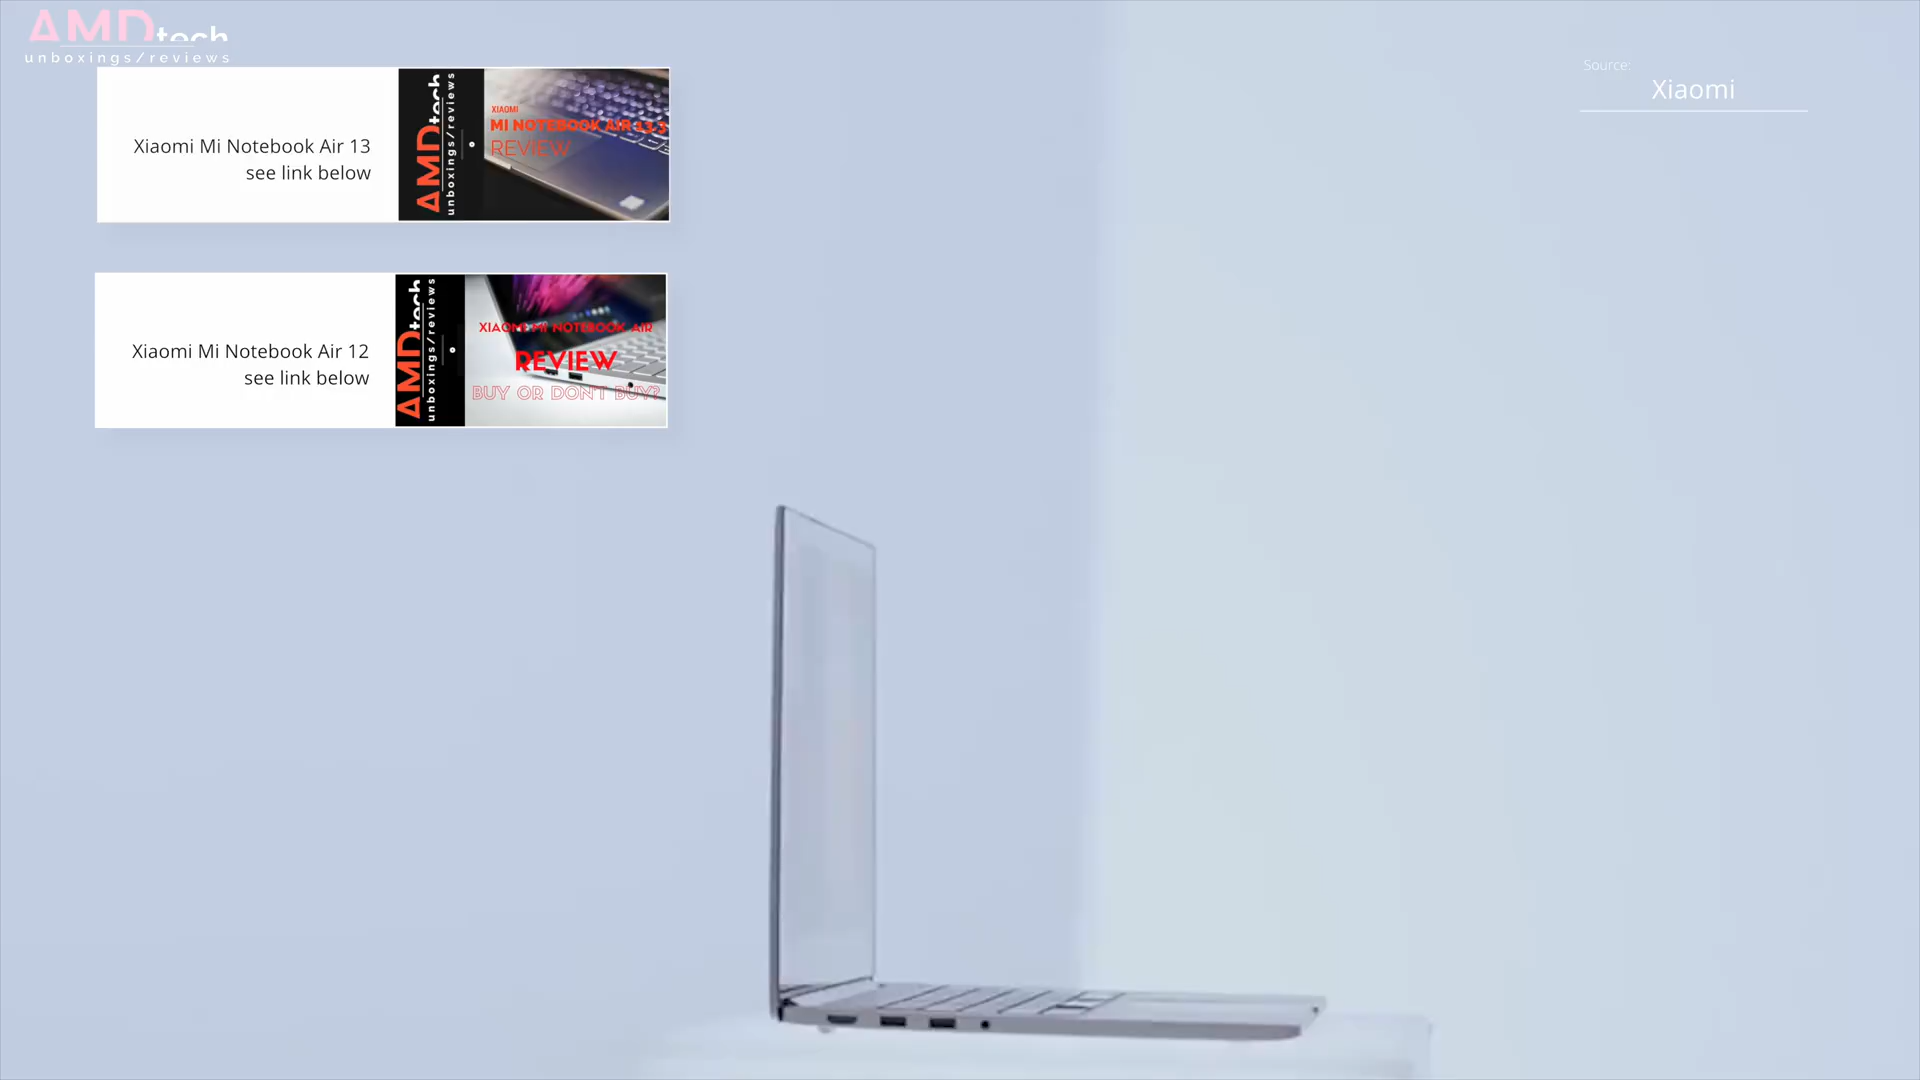 AMDtech
unboxings/reviews
Source:
Xiaomi
Xiaomi Mi Notebook Air 13
see link below
AMDtech
unboxings/reviews
XIAOMI
MI NOTEBOOK AIR 13.3
REVIEW
Xiaomi Mi Notebook Air 12
see link below
AMDtech
unboxings/reviews
XIAOMI MI NOTEBOOK AIR
REVIEW
BUY OR DON'T BUY?